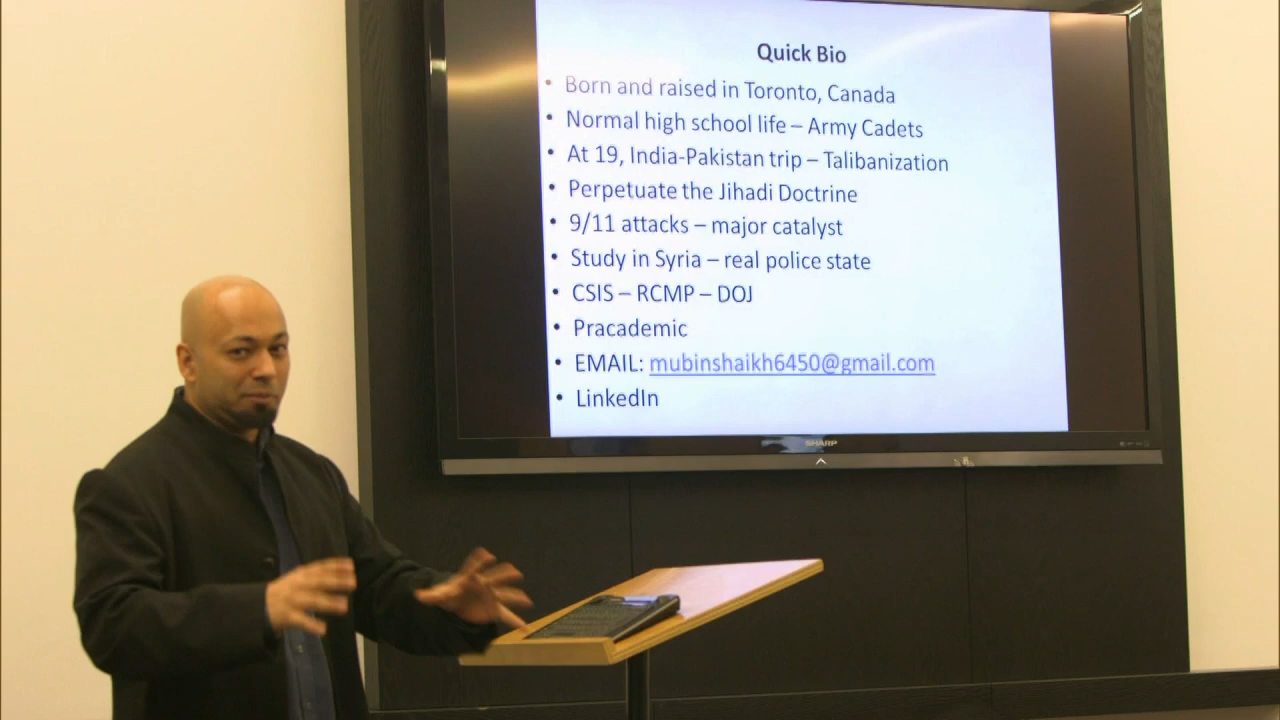 Quick Bio
• Born and raised in Toronto, Canada
• Normal high school life – Army Cadets
• At 19, India-Pakistan trip – Talibanization
• Perpetuate the Jihadi Doctrine
• 9/11 attacks – major catalyst
• Study in Syria – real police state
• CSIS – RCMP – DOJ
• Pracademic
• EMAIL: mubinshaikh6450@gmail.com
• LinkedIn
SHARP